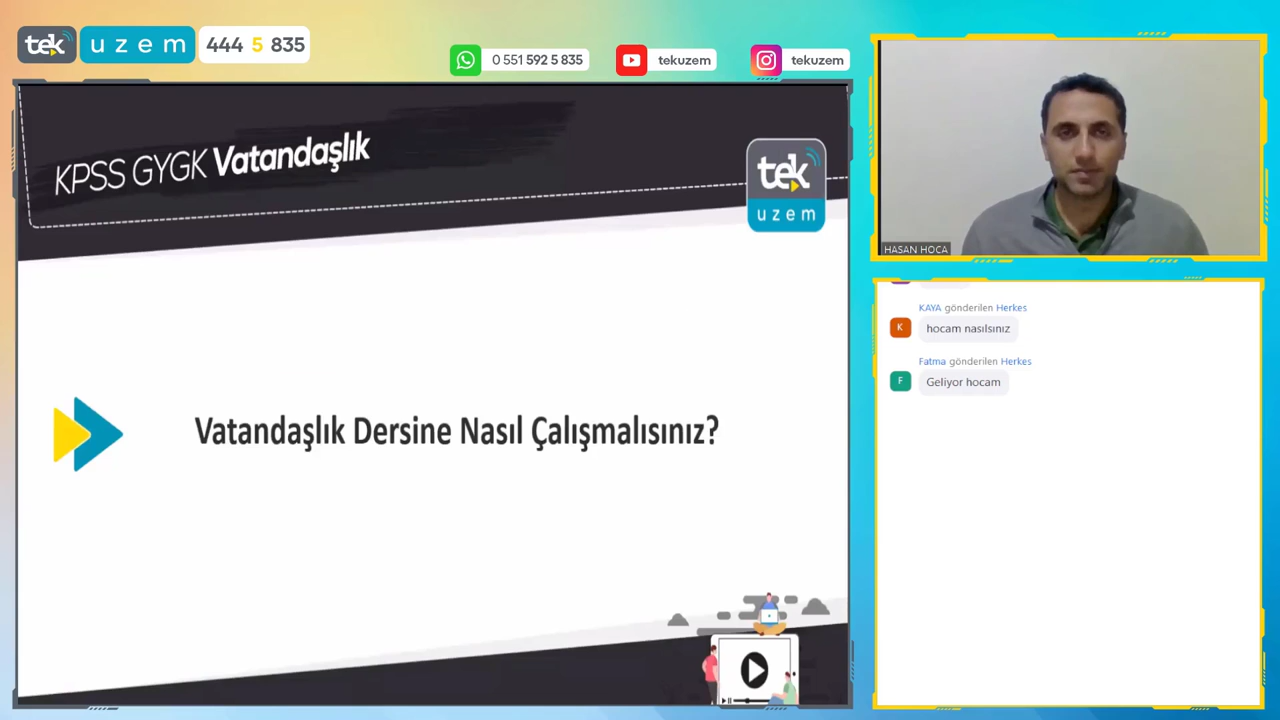 tek uzem 444 5 835
0 551 592 5 835
tekuzem
tekuzem
KPSS GYGK Vatandaşlık
tek
uzem
Vatandaşlık Dersine Nasıl Çalışmalısınız?
HASAN HOCA
KAYA gönderilen Herkes
K
hocam nasılsınız
Fatma gönderilen Herkes
F
Geliyor hocam